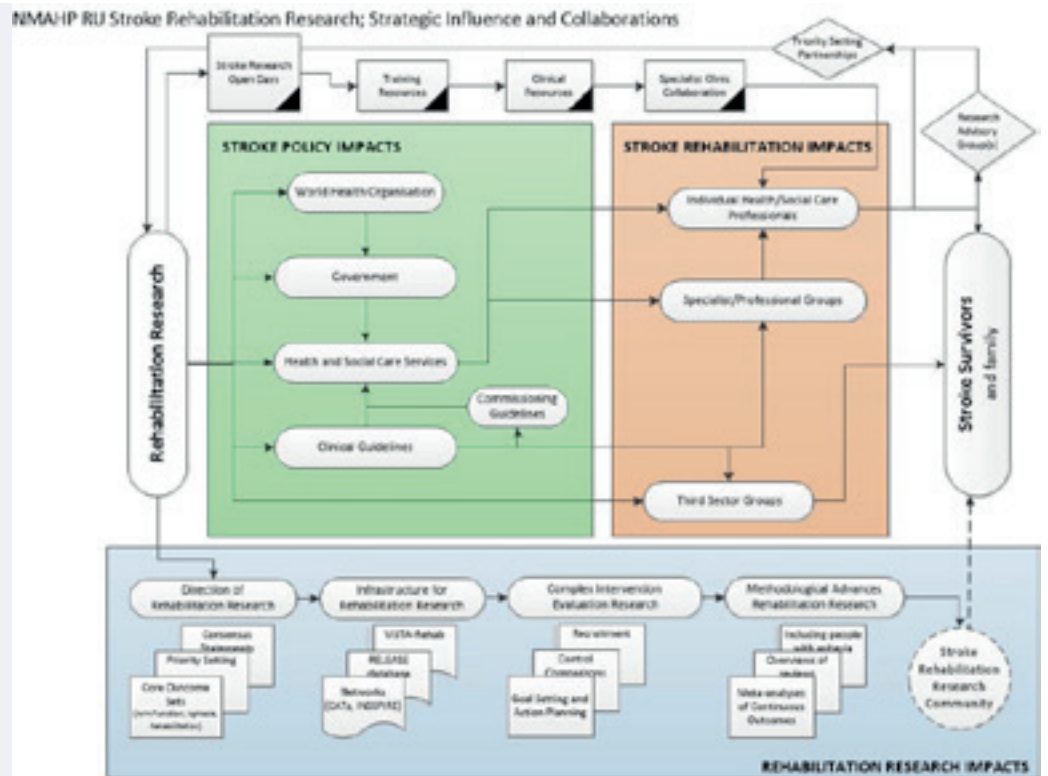 NMAHP RU Stroke Rehabilitation Research; Strategic Influence and Collaborations
Priority Setting
Partnerships
Stroke Research
Open Days
Training
Resources
Clinical
Resources
Specialist Clinic
Collaboration
Research
Advisory
Group(s)
STROKE POLICY IMPACTS
STROKE REHABILITATION IMPACTS
World Health Organisation
Individual Health/Social Care
Professionals
Government
Specialist/Professional Groups
Rehabilitation Research
Stroke Survivors
and family
Health and Social Care Services
Commissioning
Guidelines
Clinical Guidelines
Third Sector Groups
Direction of
Rehabilitation Research
Infrastructure for
Rehabilitation Research
Complex Intervention
Evaluation Research
Methodological Advances
Rehabilitation Research
Consensus
Statements
Priority Setting
Core Outcome
Sets
VISTA-Rehab
RELEASE
database
Networks
Recruitment
Control
Comparisons
Goal Setting and
Action Planning
Including people
with aphasia
Overviews of
reviews
Meta-analyses
of Continuous
Outcomes
Stroke
Rehabilitation
Research
Community
REHABILITATION RESEARCH IMPACTS